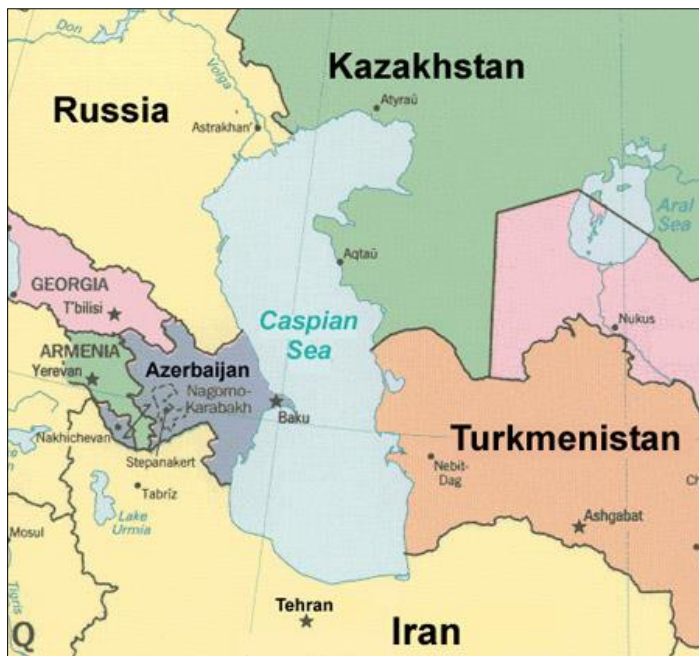 Don
Volga
Kazakhstan
Russia
Atyraū
Astrakhan'
Aral
Sea
GEORGIA
T'bilisi
Aqtaū
Caspian
Sea
Nukus
ARMENIA
Yerevan
Azerbaijan
Nagorno-
Karabakh
Baku
Nakhichevan
Turkmenistan
Stepanakert
Nebit-
Dag
Tabrīz
Lake
Urmia
Ashgabat
Mosul
Tigris
Tehran
Iran
Q